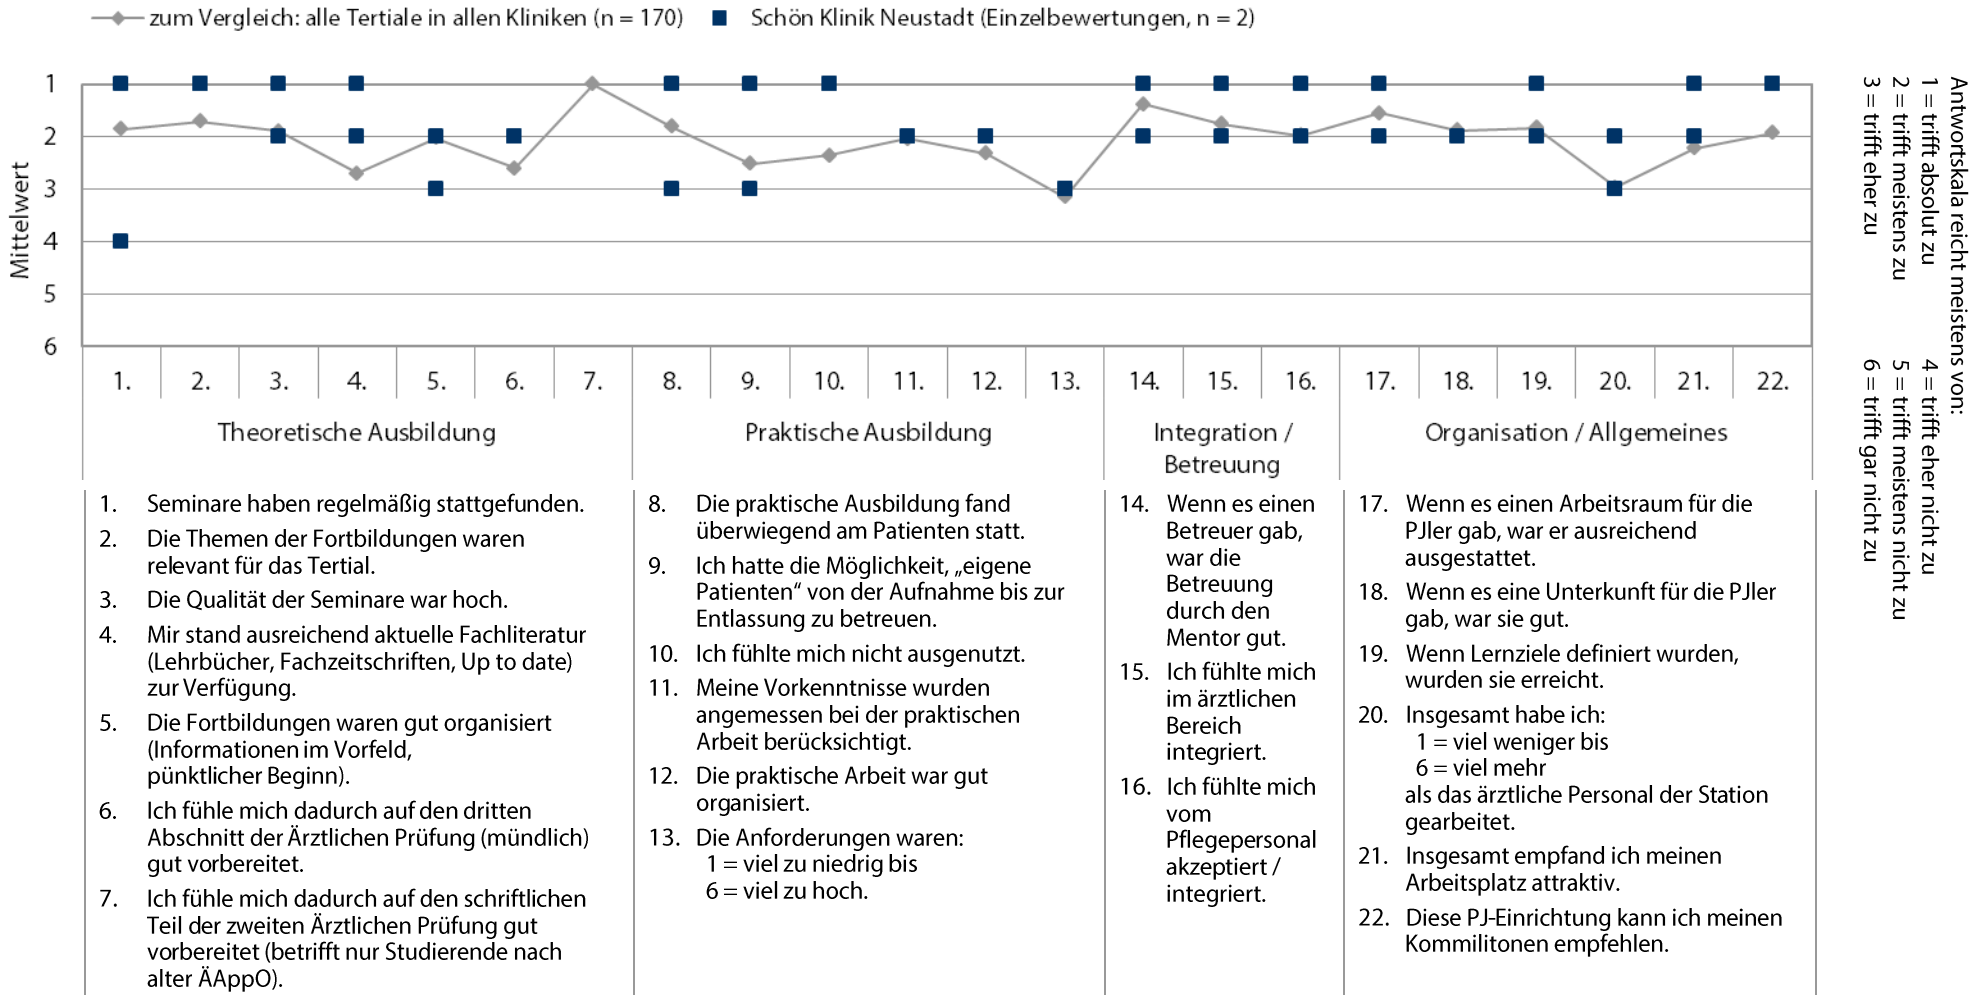 zum Vergleich: alle Tertiale in allen Kliniken (n = 170)
Schön Klinik Neustadt (Einzelbewertungen, n = 2)
Mittelwert
1
2
3
4
5
6
1. 2. 3. 4. 5. 6. 7. 8. 9. 10. 11. 12. 13. 14. 15. 16. 17. 18. 19. 20. 21. 22.
Theoretische Ausbildung
Praktische Ausbildung
Integration /
Betreuung
Organisation / Allgemeines
1. Seminare haben regelmäßig stattgefunden.
2. Die Themen der Fortbildungen waren
relevant für das Tertial.
3. Die Qualität der Seminare war hoch.
4. Mir stand ausreichend aktuelle Fachliteratur
(Lehrbücher, Fachzeitschriften, Up to date)
zur Verfügung.
5. Die Fortbildungen waren gut organisiert
(Informationen im Vorfeld,
pünktlicher Beginn).
6. Ich fühle mich dadurch auf den dritten
Abschnitt der Ärztlichen Prüfung (mündlich)
gut vorbereitet.
7. Ich fühle mich dadurch auf den schriftlichen
Teil der zweiten Ärztlichen Prüfung gut
vorbereitet (betrifft nur Studierende nach
alter ÄAppO).
8. Die praktische Ausbildung fand
überwiegend am Patienten statt.
9. Ich hatte die Möglichkeit, „eigene
Patienten“ von der Aufnahme bis zur
Entlassung zu betreuen.
10. Ich fühlte mich nicht ausgenutzt.
11. Meine Vorkenntnisse wurden
angemessen bei der praktischen
Arbeit berücksichtigt.
12. Die praktische Arbeit war gut
organisiert.
13. Die Anforderungen waren:
1 = viel zu niedrig bis
6 = viel zu hoch.
14. Wenn es einen
Betreuer gab,
war die
Betreuung
durch den
Mentor gut.
15. Ich fühlte mich
im ärztlichen
Bereich
integriert.
16. Ich fühlte mich
vom
Pflegepersonal
akzeptiert /
integriert.
17. Wenn es einen Arbeitsraum für die
PJler gab, war er ausreichend
ausgestattet.
18. Wenn es eine Unterkunft für die PJler
gab, war sie gut.
19. Wenn Lernziele definiert wurden,
wurden sie erreicht.
20. Insgesamt habe ich:
1 = viel weniger bis
6 = viel mehr
als das ärztliche Personal der Station
gearbeitet.
21. Insgesamt empfand ich meinen
Arbeitsplatz attraktiv.
22. Diese PJ-Einrichtung kann ich meinen
Kommilitonen empfehlen.
Antwortskala reicht meistens von:
1 = trifft absolut zu
2 = trifft meistens zu
3 = trifft eher zu
4 = trifft eher nicht zu
5 = trifft meistens nicht zu
6 = trifft gar nicht zu